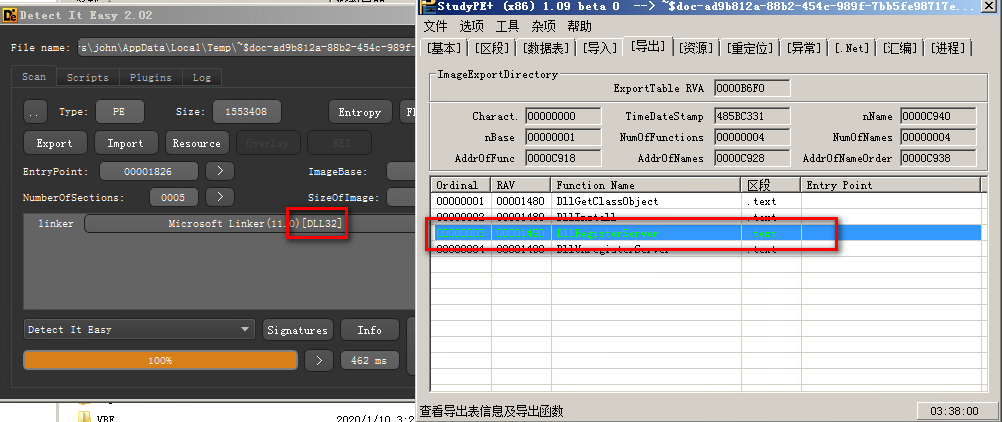 Detect It Easy 2.02
File name:
s\john\AppData\Local\Temp\~$doc-ad9b812a-88b2-454c-989f-
Scan Scripts Plugins Log
.. Type: PE Size: 1553408 Entropy
Export Import Resource Overlay .NET
EntryPoint: 00001826 > ImageBase:
NumberOfSections: 0005 > SizeOfImage:
linker Microsoft Linker(11.0)[DLL32]
Detect It Easy Signatures Info
100% > 462 ms
VBE 2020/1/10 3:2
StudyPE+ (x86) 1.09 beta 0 --> ~$doc-ad9b812a-88b2-454c-989f-7bb5fe98717e...
文件 选项 工具 杂项 帮助
[基本] [区段] [数据表] [导入] [导出] [资源] [重定位] [异常] [.Net] [汇编] [进程]
ImageExportDirectory
ExportTable RVA 0000B6F0
Charact. 00000000 TimeDateStamp 485BC331 nName 0000C940
nBase 00000001 NumOfFunctions 00000004 NumOfNames 00000004
AddrOfFunc 0000C918 AddrOfNames 0000C928 AddrOfNameOrder 0000C938
Ordinal RAV Function Name 区段 Entry Point
00000001 00001480 DllGetClassObject .text
00000002 00001480 DllInstall .text
00000003 00001490 DllRegisterServer .text
00000004 00001480 DllUnregisterServer .text
查看导出表信息及导出函数 03:38:00